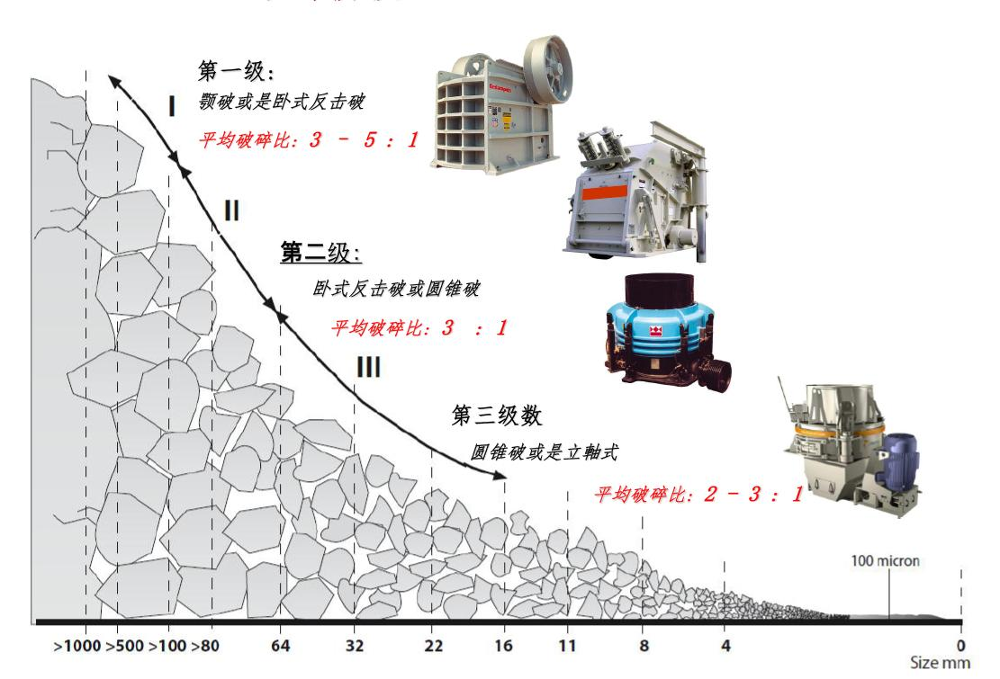 第一级：
I
颚破或是卧式反击破
平均破碎比：3 - 5 : 1
II
第二级：
卧式反击破或圆锥破
平均破碎比：3 : 1
III
第三级数
圆锥破或是立軸式
平均破碎比：2 - 3 : 1
100 micron
>1000 >500 >100 >80 64 32 22 16 11 8 4 0
Size mm